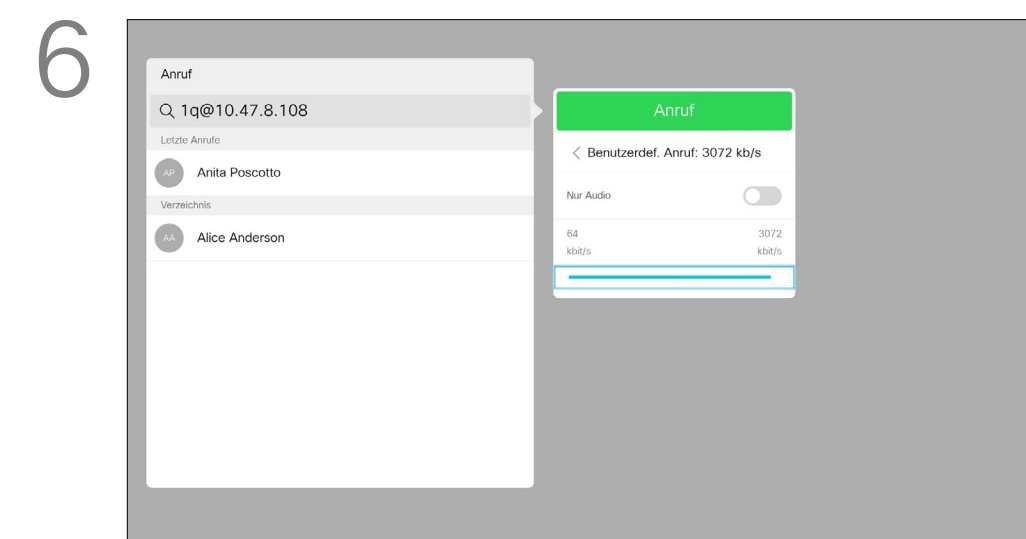 6
Anruf
1q@10.47.8.108
Letzte Anrufe
AP Anita Poscotto
Verzeichnis
AA Alice Anderson
Anruf
Benutzerdef. Anruf: 3072 kb/s
Nur Audio
64 3072
kbit/s kbit/s